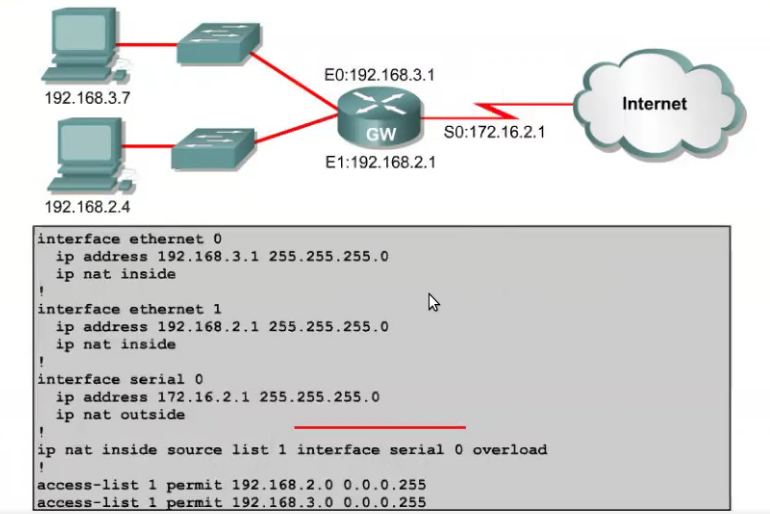 E0:192.168.3.1
Internet
192.168.3.7
GW
S0:172.16.2.1
E1:192.168.2.1
192.168.2.4
interface ethernet 0
  ip address 192.168.3.1 255.255.255.0
  ip nat inside
!
interface ethernet 1
  ip address 192.168.2.1 255.255.255.0
  ip nat inside
!
interface serial 0
  ip address 172.16.2.1 255.255.255.0
  ip nat outside
!
ip nat inside source list 1 interface serial 0 overload
!
access-list 1 permit 192.168.2.0 0.0.0.255
access-list 1 permit 192.168.3.0 0.0.0.255